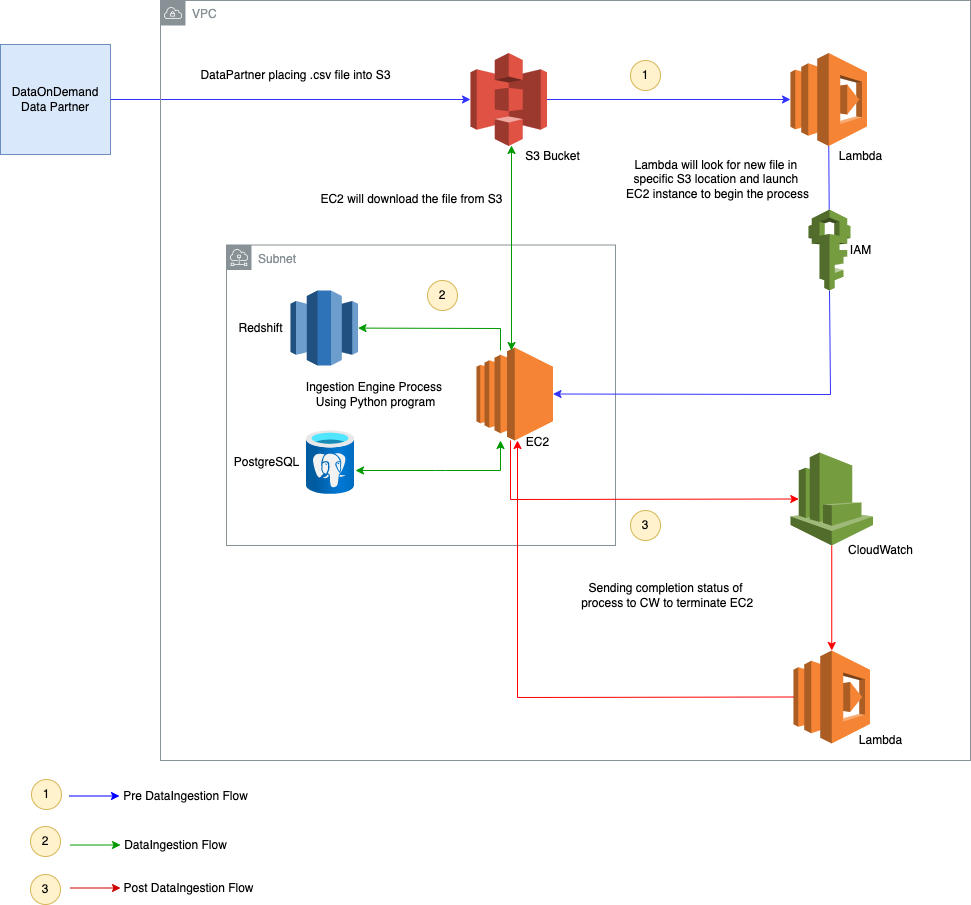 VPC
DataOnDemand
Data Partner
DataPartner placing .csv file into S3
1
S3 Bucket
Lambda
Lambda will look for new file in
specific S3 location and launch
EC2 instance to begin the process
EC2 will download the file from S3
IAM
Subnet
2
Redshift
Ingestion Engine Process
Using Python program
EC2
PostgreSQL
3
CloudWatch
Sending completion status of
process to CW to terminate EC2
Lambda
1
Pre DataIngestion Flow
2
DataIngestion Flow
3
Post DataIngestion Flow